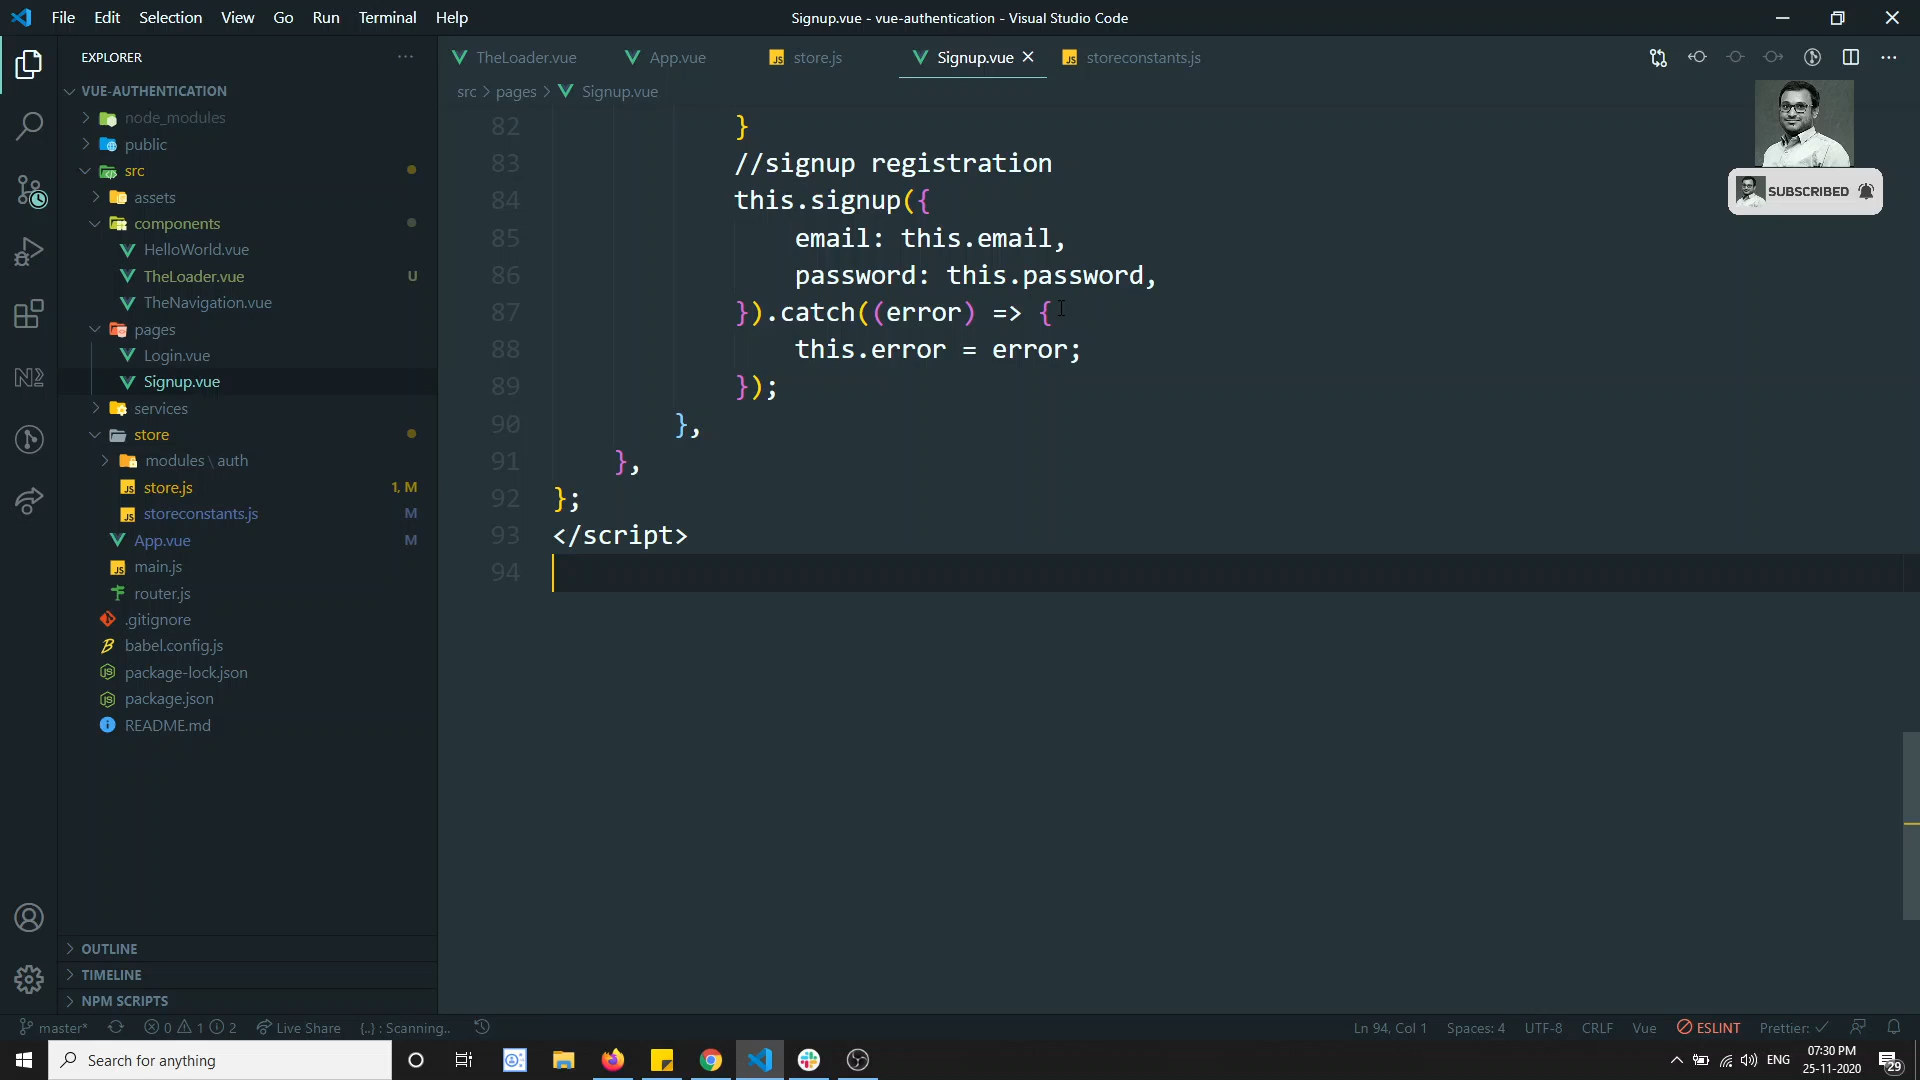 File Edit Selection View Go Run Terminal Help
Signup.vue - vue-authentication - Visual Studio Code
EXPLORER
VUE-AUTHENTICATION
node_modules
public
src
assets
components
HelloWorld.vue
TheLoader.vue U
TheNavigation.vue
pages
Login.vue
Signup.vue
services
store
modules \ auth
store.js 1, M
storeconstants.js M
App.vue M
main.js
router.js
.gitignore
babel.config.js
package-lock.json
package.json
README.md
OUTLINE
TIMELINE
NPM SCRIPTS
TheLoader.vue App.vue store.js Signup.vue storeconstants.js
src > pages > Signup.vue
82 }
83 //signup registration
84 this.signup({
85 email: this.email,
86 password: this.password,
87 }).catch((error) => {
88 this.error = error;
89 });
90 },
91 },
92 };
93 </script>
94
SUBSCRIBED
master* 0 1 2 Live Share {..} : Scanning.. Ln 94, Col 1 Spaces: 4 UTF-8 CRLF Vue ESLINT Prettier: ✓
Search for anything
ENG
07:30 PM
25-11-2020
29